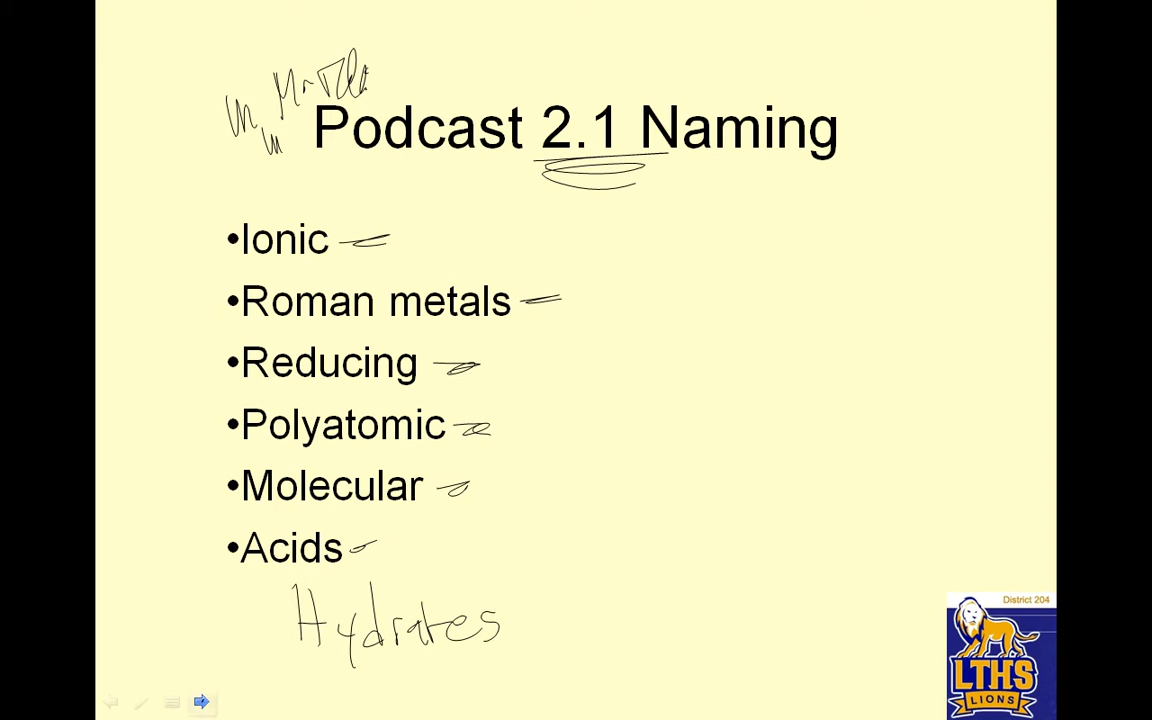 Podcast 2.1 Naming
•Ionic
•Roman metals
•Reducing
•Polyatomic
•Molecular
•Acids
Hydrates
District 204
LTHS
LIONS